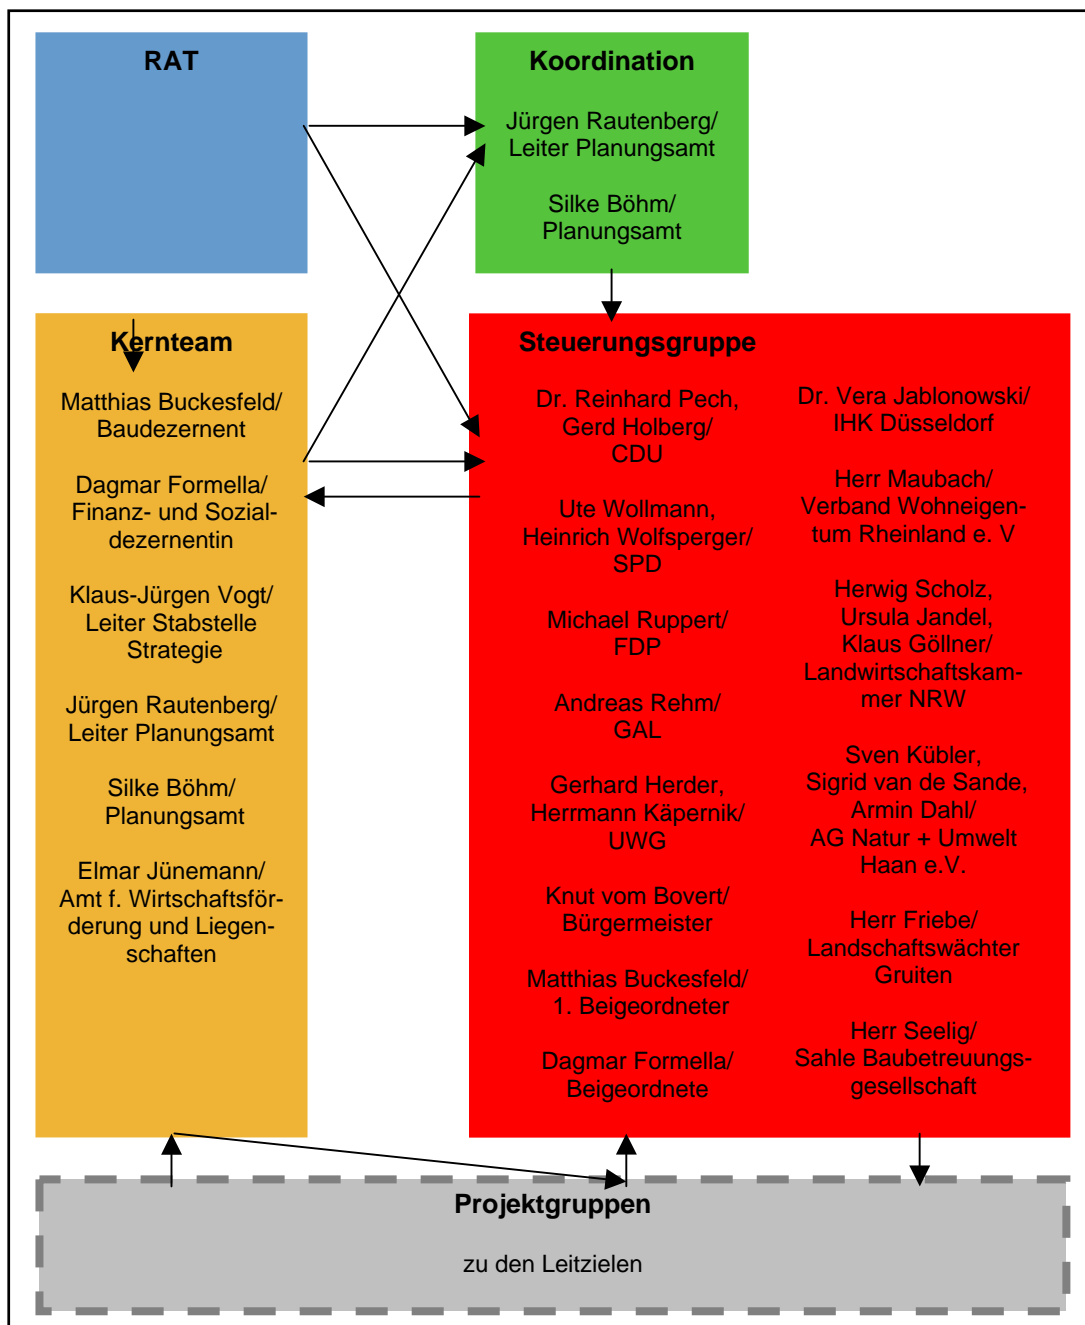 RAT
Koordination
Jürgen Rautenberg/
Leiter Planungsamt
Silke Böhm/
Planungsamt
Kernteam
Matthias Buckesfeld/
Baudezernent
Dagmar Formella/
Finanz- und Sozial-
dezernentin
Klaus-Jürgen Vogt/
Leiter Stabstelle
Strategie
Jürgen Rautenberg/
Leiter Planungsamt
Silke Böhm/
Planungsamt
Elmar Jünemann/
Amt f. Wirtschaftsför-
derung und Liegen-
schaften
Steuerungsgruppe
Dr. Reinhard Pech,
Gerd Holberg/
CDU
Ute Wollmann,
Heinrich Wolfsperger/
SPD
Michael Ruppert/
FDP
Andreas Rehm/
GAL
Gerhard Herder,
Herrmann Käpernik/
UWG
Knut vom Bovert/
Bürgermeister
Matthias Buckesfeld/
1. Beigeordneter
Dagmar Formella/
Beigeordnete
Dr. Vera Jablonowski/
IHK Düsseldorf
Herr Maubach/
Verband Wohneigen-
tum Rheinland e. V
Herwig Scholz,
Ursula Jandel,
Klaus Göllner/
Landwirtschaftskam-
mer NRW
Sven Kübler,
Sigrid van de Sande,
Armin Dahl/
AG Natur + Umwelt
Haan e.V.
Herr Friebe/
Landschaftswächter
Gruiten
Herr Seelig/
Sahle Baubetreuungs-
gesellschaft
Projektgruppen
zu den Leitzielen